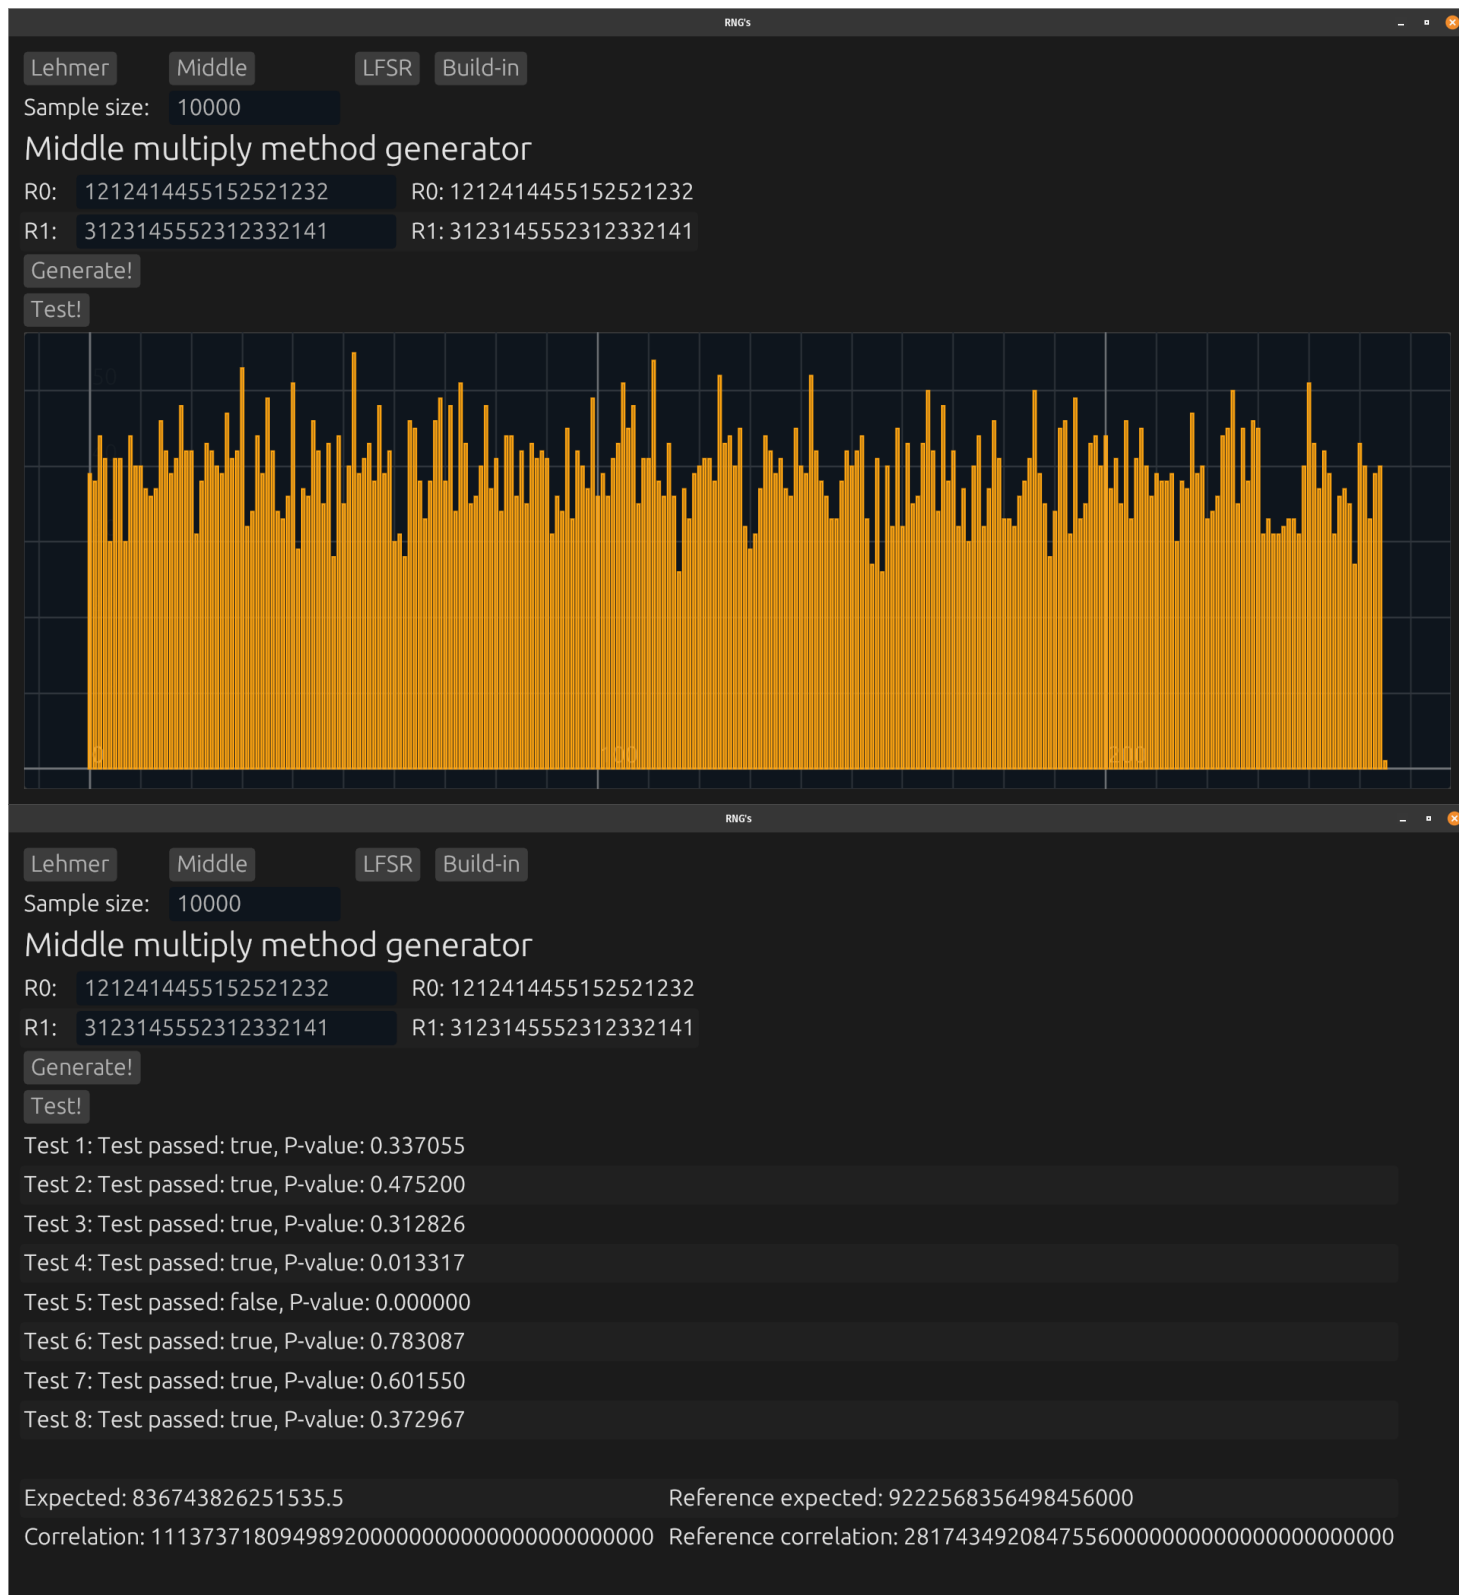 RNG's
Lehmer Middle LFSR Build-in
Sample size: 10000
Middle multiply method generator
R0: 1212414455152521232 R0: 1212414455152521232
R1: 3123145552312332141 R1: 3123145552312332141
Generate!
Test!
50
0 100 200
RNG's
Lehmer Middle LFSR Build-in
Sample size: 10000
Middle multiply method generator
R0: 1212414455152521232 R0: 1212414455152521232
R1: 3123145552312332141 R1: 3123145552312332141
Generate!
Test!
Test 1: Test passed: true, P-value: 0.337055
Test 2: Test passed: true, P-value: 0.475200
Test 3: Test passed: true, P-value: 0.312826
Test 4: Test passed: true, P-value: 0.013317
Test 5: Test passed: false, P-value: 0.000000
Test 6: Test passed: true, P-value: 0.783087
Test 7: Test passed: true, P-value: 0.601550
Test 8: Test passed: true, P-value: 0.372967
Expected: 836743826251535.5 Reference expected: 9222568356498456000
Correlation: 11137371809498920000000000000000000000 Reference correlation: 28174349208475560000000000000000000000